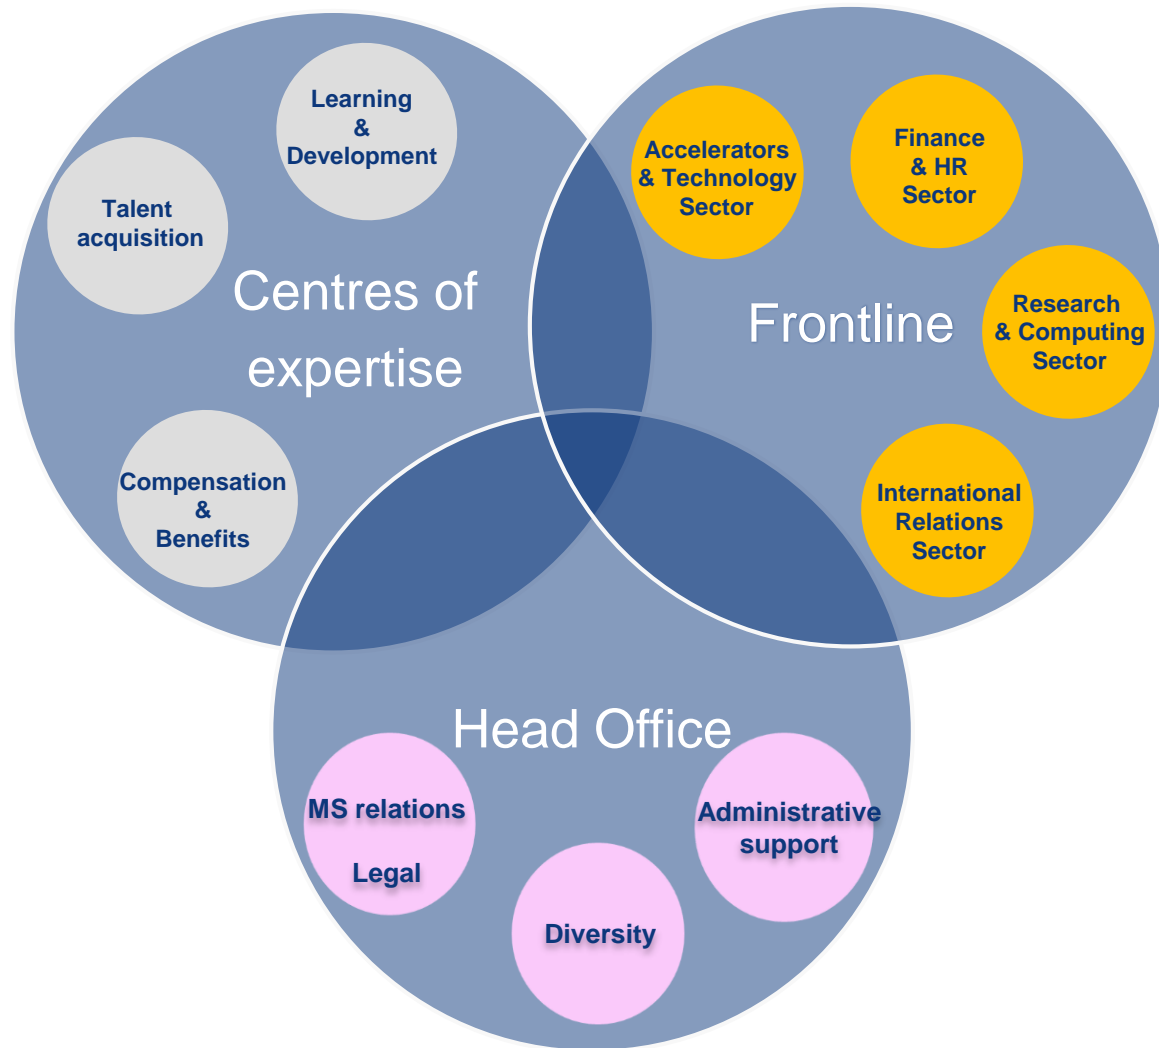 Learning
&
Development
Talent
acquisition
Centres of
expertise
Compensation
&
Benefits
Accelerators
& Technology
Sector
Finance
& HR
Sector
Frontline
Research
& Computing
Sector
International
Relations
Sector
Head Office
MS relations
Legal
Diversity
Administrative
support